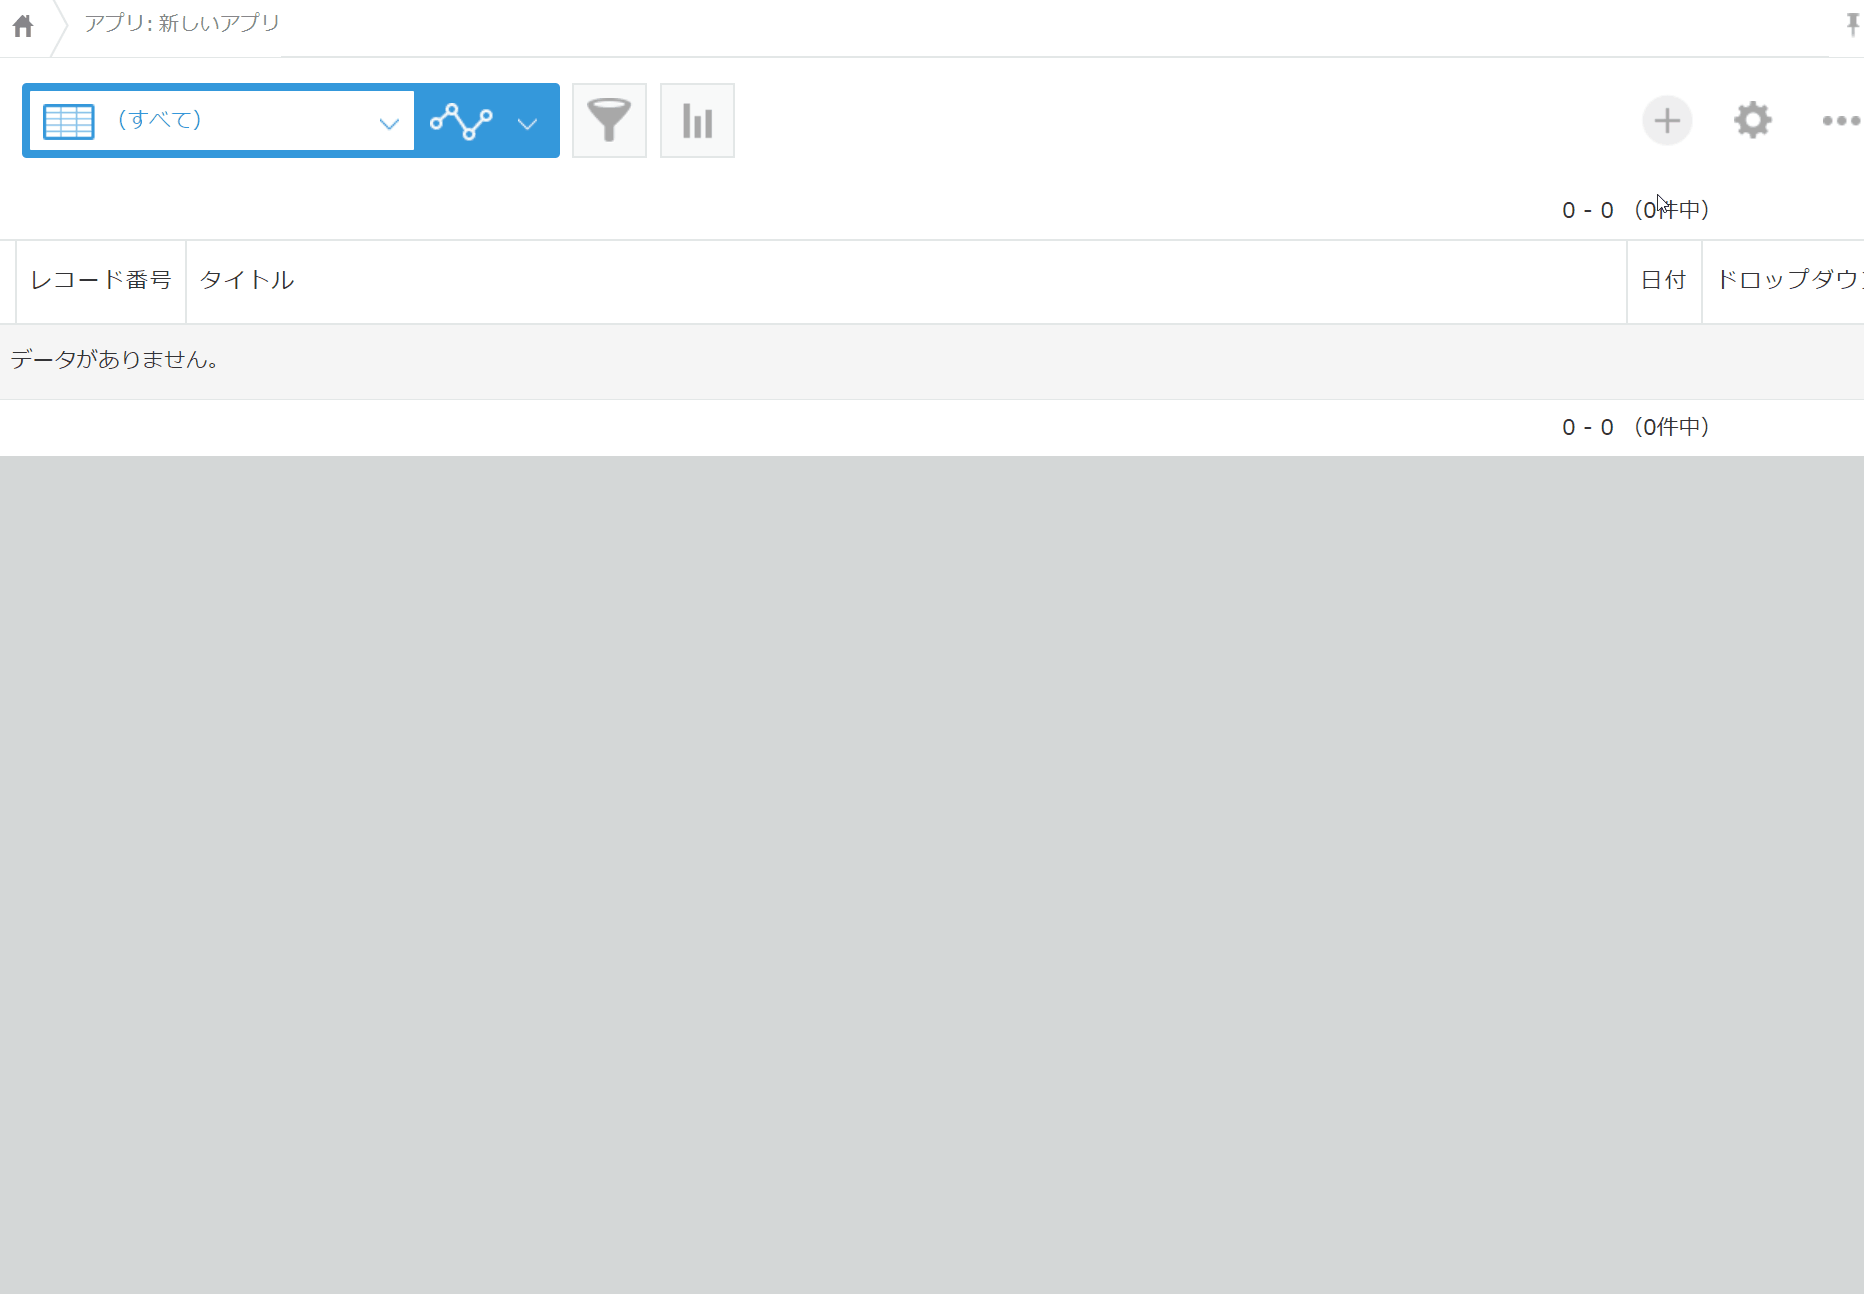 アプリ: 新しいアプリ
（すべて）
0 - 0 （0件中）
レコード番号 タイトル 日付 ドロップダウ
データがありません。
0 - 0 （0件中）